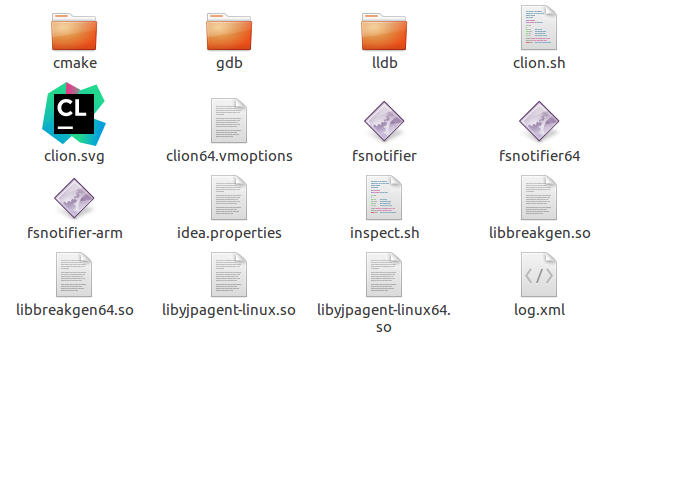 cmake
gdb
lldb
clion.sh
CL
clion.svg
clion64.vmoptions
fsnotifier
fsnotifier64
fsnotifier-arm
idea.properties
inspect.sh
libbreakgen.so
libbreakgen64.so
libyjpagent-linux.so
libyjpagent-linux64.
so
log.xml